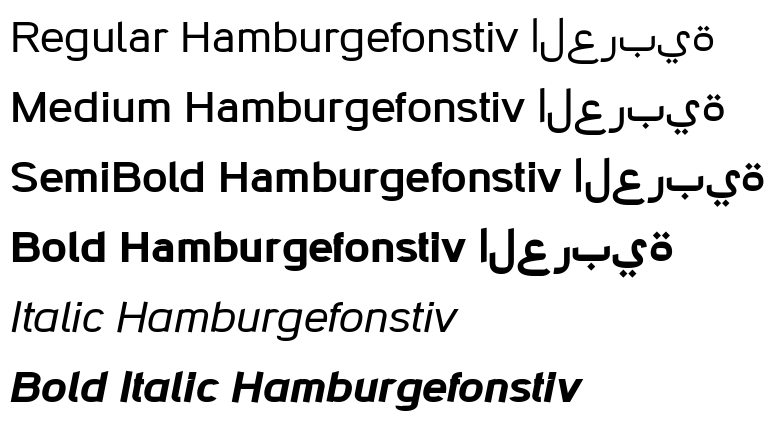 Regular Hamburgefonstiv العربية
Medium Hamburgefonstiv العربية
SemiBold Hamburgefonstiv العربية
Bold Hamburgefonstiv العربية
Italic Hamburgefonstiv
Bold Italic Hamburgefonstiv